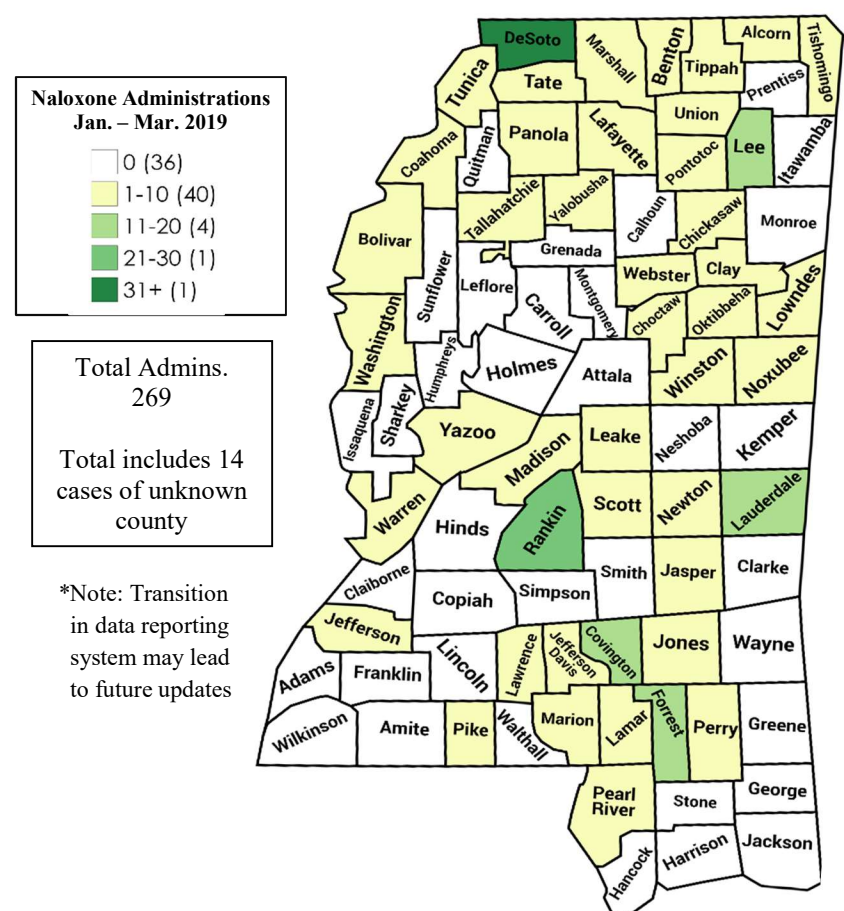 Naloxone Administrations
Jan. – Mar. 2019
0 (36)
1-10 (40)
11-20 (4)
21-30 (1)
31+ (1)
Total Admins.
269
Total includes 14
cases of unknown
county
*Note: Transition
in data reporting
system may lead
to future updates
DeSoto
Marshall
Benton
Alcorn
Tishomingo
Tippah
Tunica
Tate
Prentiss
Union
Panola
Lafayette
Lee
Itawamba
Coahoma
Quitman
Pontotoc
Tallahatchie
Yalobusha
Calhoun
Chickasaw
Monroe
Bolivar
Sunflower
Leflore
Grenada
Webster
Clay
Lowndes
Carroll
Montgomery
Choctaw
Oktibbeha
Washington
Humphreys
Holmes
Attala
Winston
Noxubee
Issaquena
Sharkey
Yazoo
Madison
Leake
Neshoba
Kemper
Warren
Hinds
Rankin
Scott
Newton
Lauderdale
Claiborne
Copiah
Simpson
Smith
Jasper
Clarke
Jefferson
Lincoln
Lawrence
Jefferson
Davis
Covington
Jones
Wayne
Adams
Franklin
Wilkinson
Amite
Pike
Walthall
Marion
Lamar
Forrest
Perry
Greene
Pearl
River
Stone
George
Hancock
Harrison
Jackson